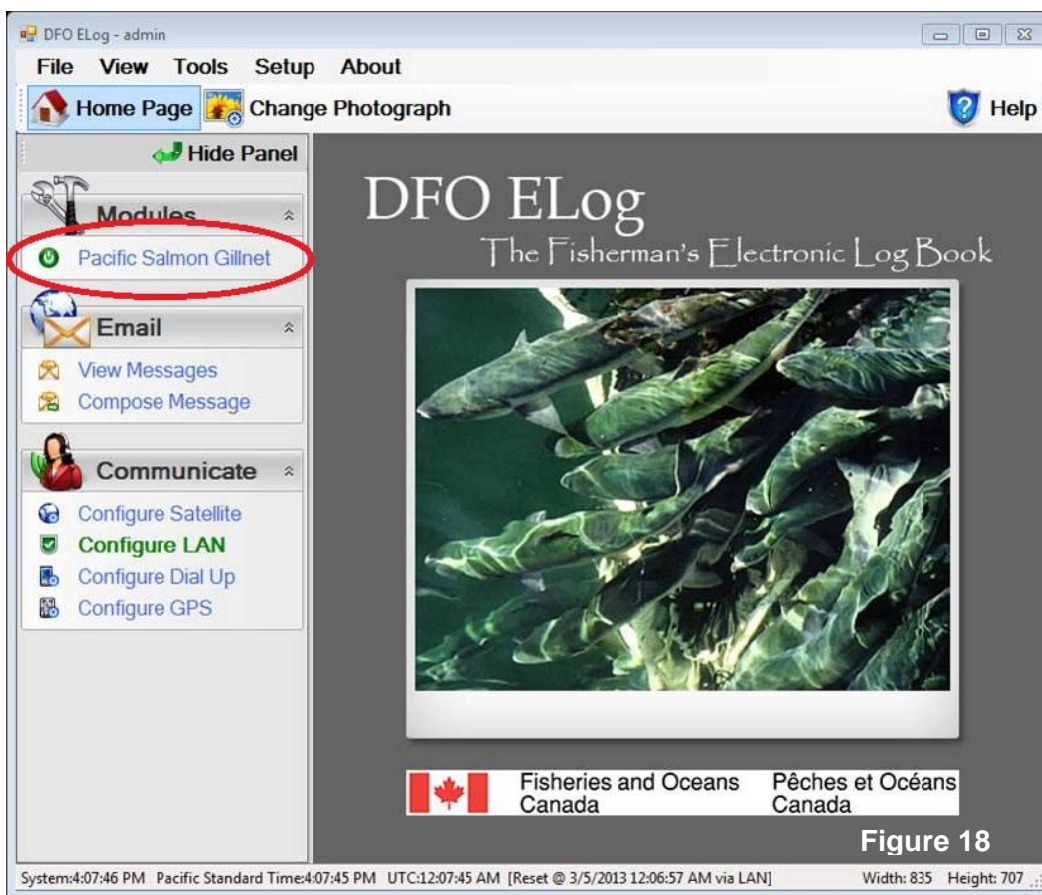 DFO ELog - admin
File View Tools Setup About
Home Page Change Photograph Help
Hide Panel
Modules
Pacific Salmon Gillnet
Email
View Messages
Compose Message
Communicate
Configure Satellite
Configure LAN
Configure Dial Up
Configure GPS
DFO ELog
The Fisherman's Electronic Log Book
Fisheries and Oceans Canada
Pêches et Océans Canada
Figure 18
System:4:07:46 PM Pacific Standard Time:4:07:45 PM UTC:12:07:45 AM [Reset @ 3/5/2013 12:06:57 AM via LAN] Width: 835 Height: 707